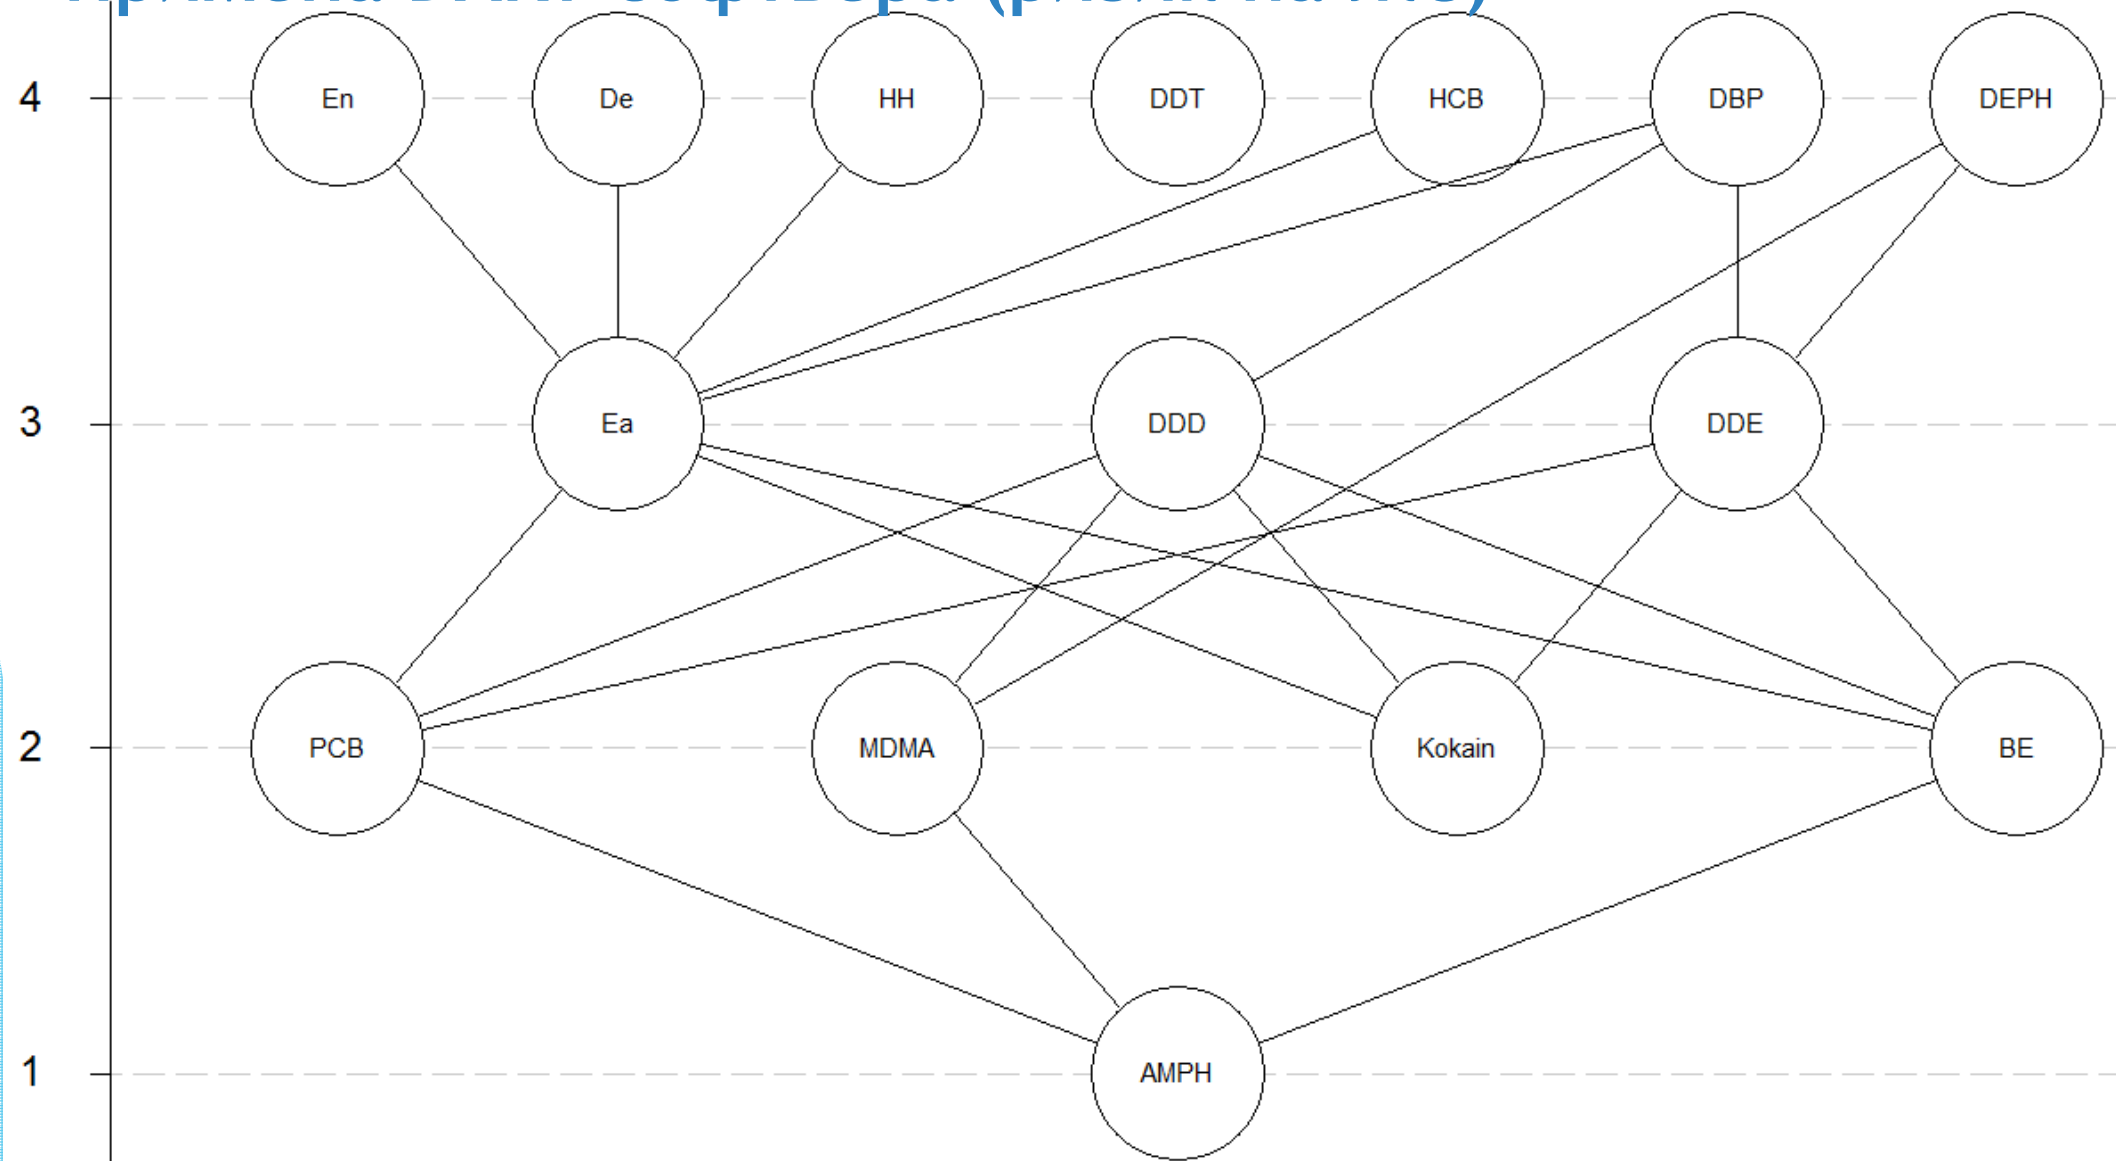 4 En De HH DDT HCB DBP DEPH
3 Ea DDD DDE
2 PCB MDMA Kokain BE
1 AMPH